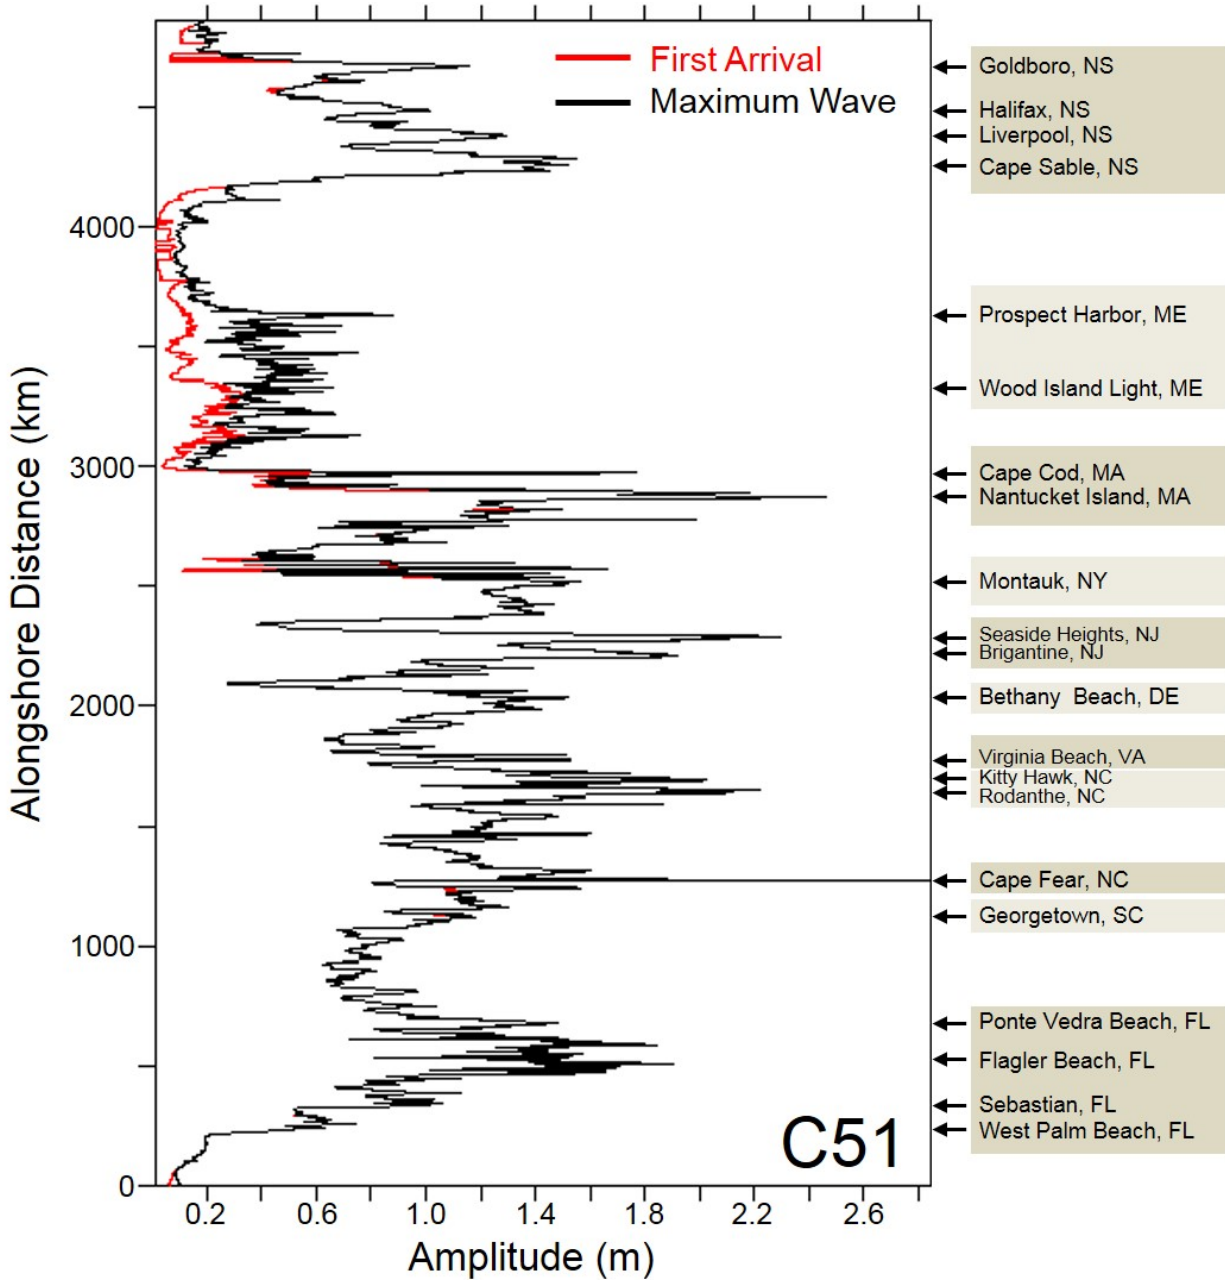 First Arrival
Maximum Wave
Goldboro, NS
Halifax, NS
Liverpool, NS
Cape Sable, NS
4000
Prospect Harbor, ME
Wood Island Light, ME
3000
Cape Cod, MA
Nantucket Island, MA
Montauk, NY
Seaside Heights, NJ
Brigantine, NJ
2000
Bethany Beach, DE
Virginia Beach, VA
Kitty Hawk, NC
Rodanthe, NC
Cape Fear, NC
Georgetown, SC
1000
Ponte Vedra Beach, FL
Flagler Beach, FL
Sebastian, FL
West Palm Beach, FL
C51
0
0.2 0.6 1.0 1.4 1.8 2.2 2.6
Amplitude (m)
Alongshore Distance (km)